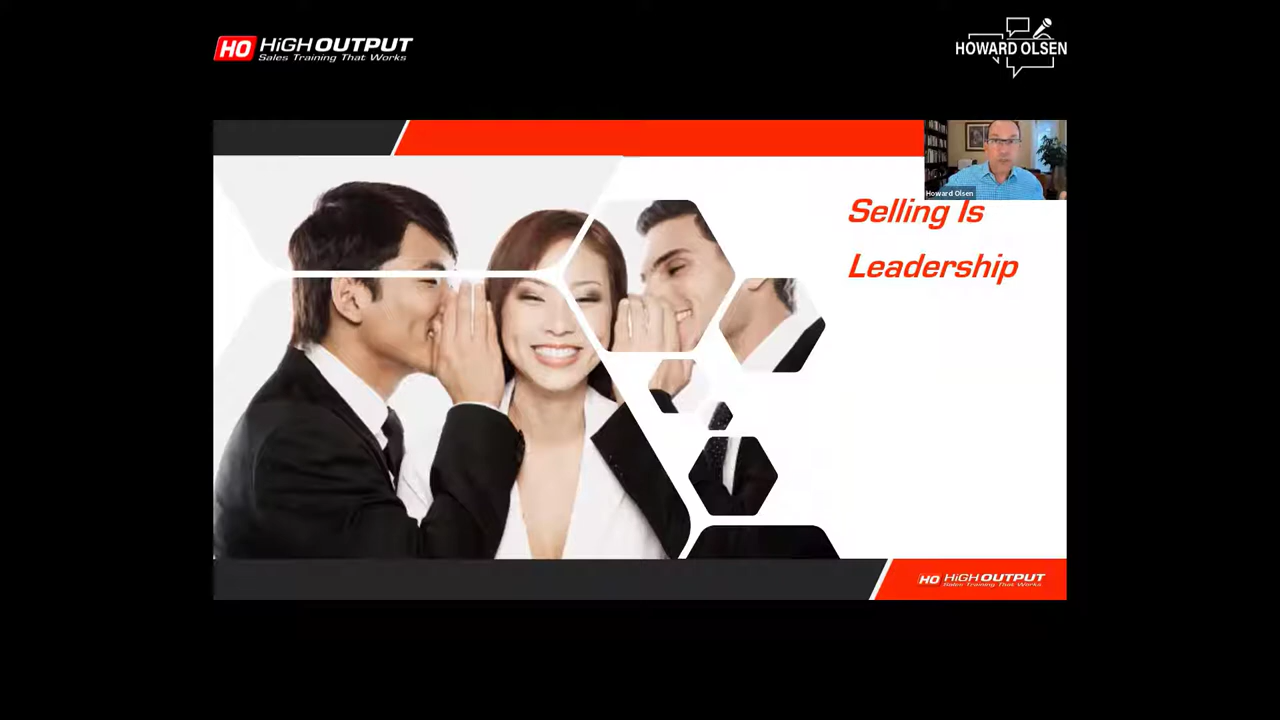 HO HiGH OUTPUT
Sales Training That Works
HOWARD OLSEN
Howard Olsen
Selling Is
Leadership
HO HiGH OUTPUT
Sales Training That Works